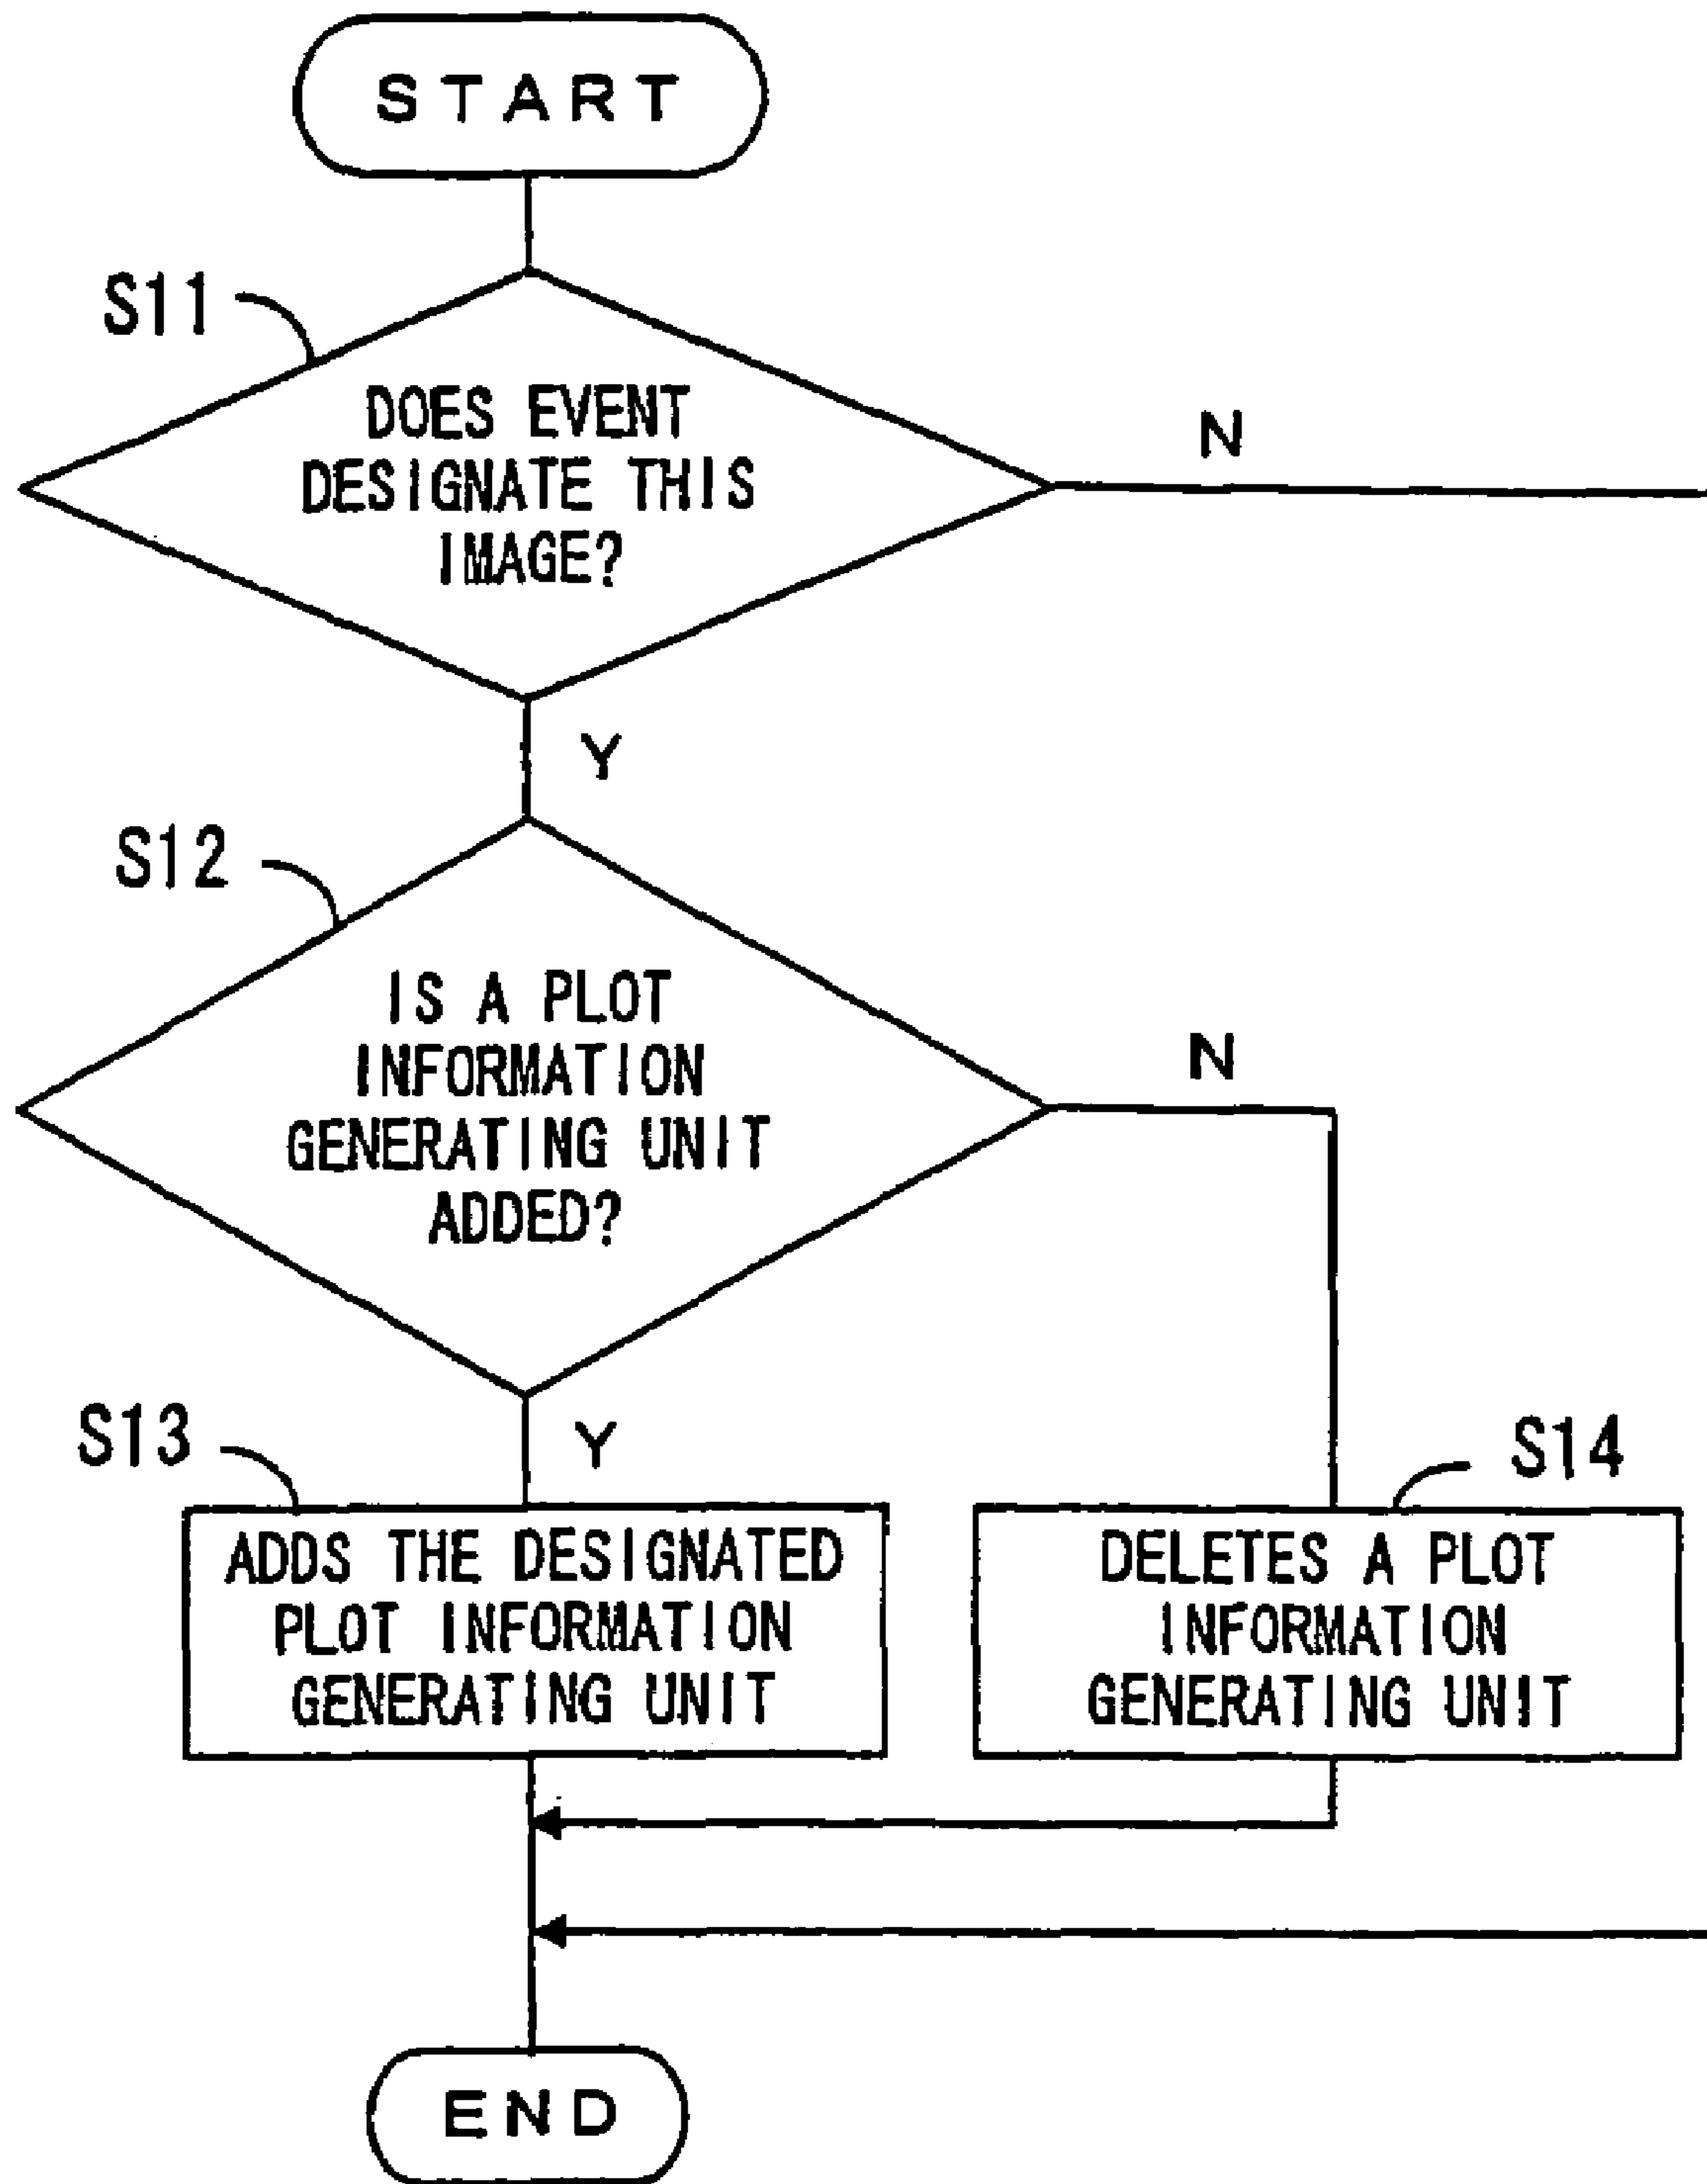 START
S11
DOES EVENT
DESIGNATE THIS
IMAGE?
N
Y
S12
IS A PLOT
INFORMATION
GENERATING UNIT
ADDED?
N
Y
S13
ADDS THE DESIGNATED
PLOT INFORMATION
GENERATING UNIT
S14
DELETES A PLOT
INFORMATION
GENERATING UNIT
END